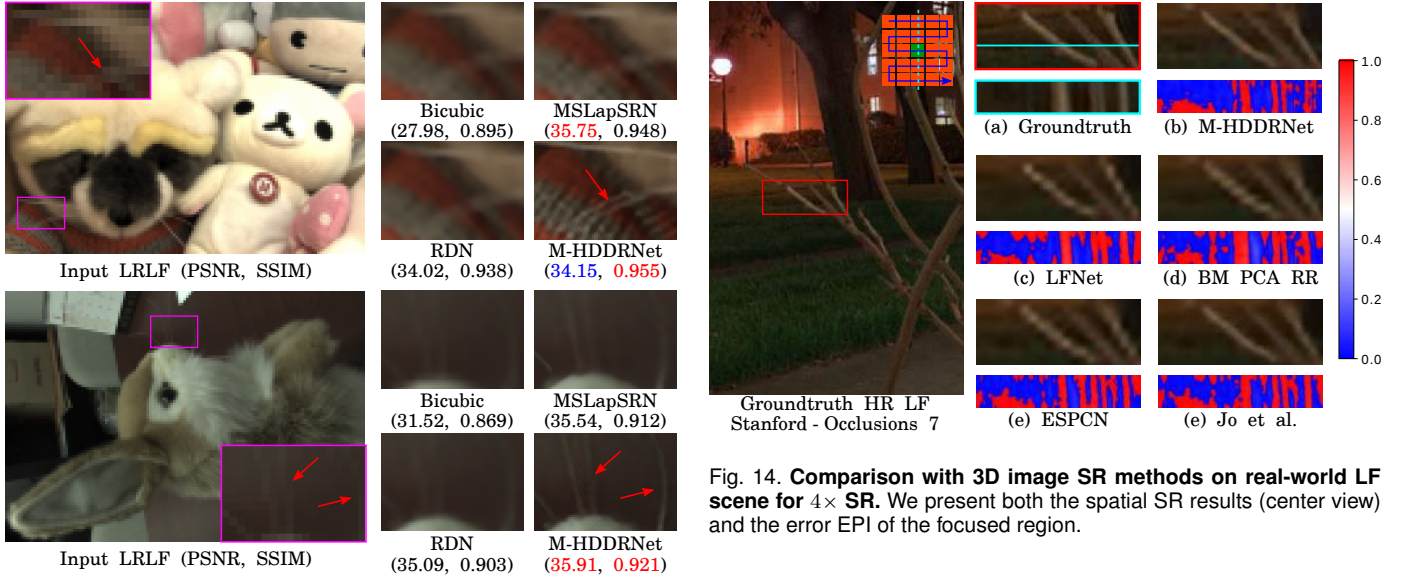 Bicubic
(27.98, 0.895)
MSLapSRN
(35.75, 0.948)
RDN
(34.02, 0.938)
M-HDDRNet
(34.15, 0.955)
Input LRLF (PSNR, SSIM)
Bicubic
(31.52, 0.869)
MSLapSRN
(35.54, 0.912)
RDN
(35.09, 0.903)
M-HDDRNet
(35.91, 0.921)
Input LRLF (PSNR, SSIM)
Groundtruth HR LF
Stanford - Occlusions 7
(a) Groundtruth
(b) M-HDDRNet
(c) LFNet
(d) BM PCA RR
(e) ESPCN
(e) Jo et al.
1.0
0.8
0.6
0.4
0.2
0.0
Fig. 14. Comparison with 3D image SR methods on real-world LF
scene for 4× SR. We present both the spatial SR results (center view)
and the error EPI of the focused region.